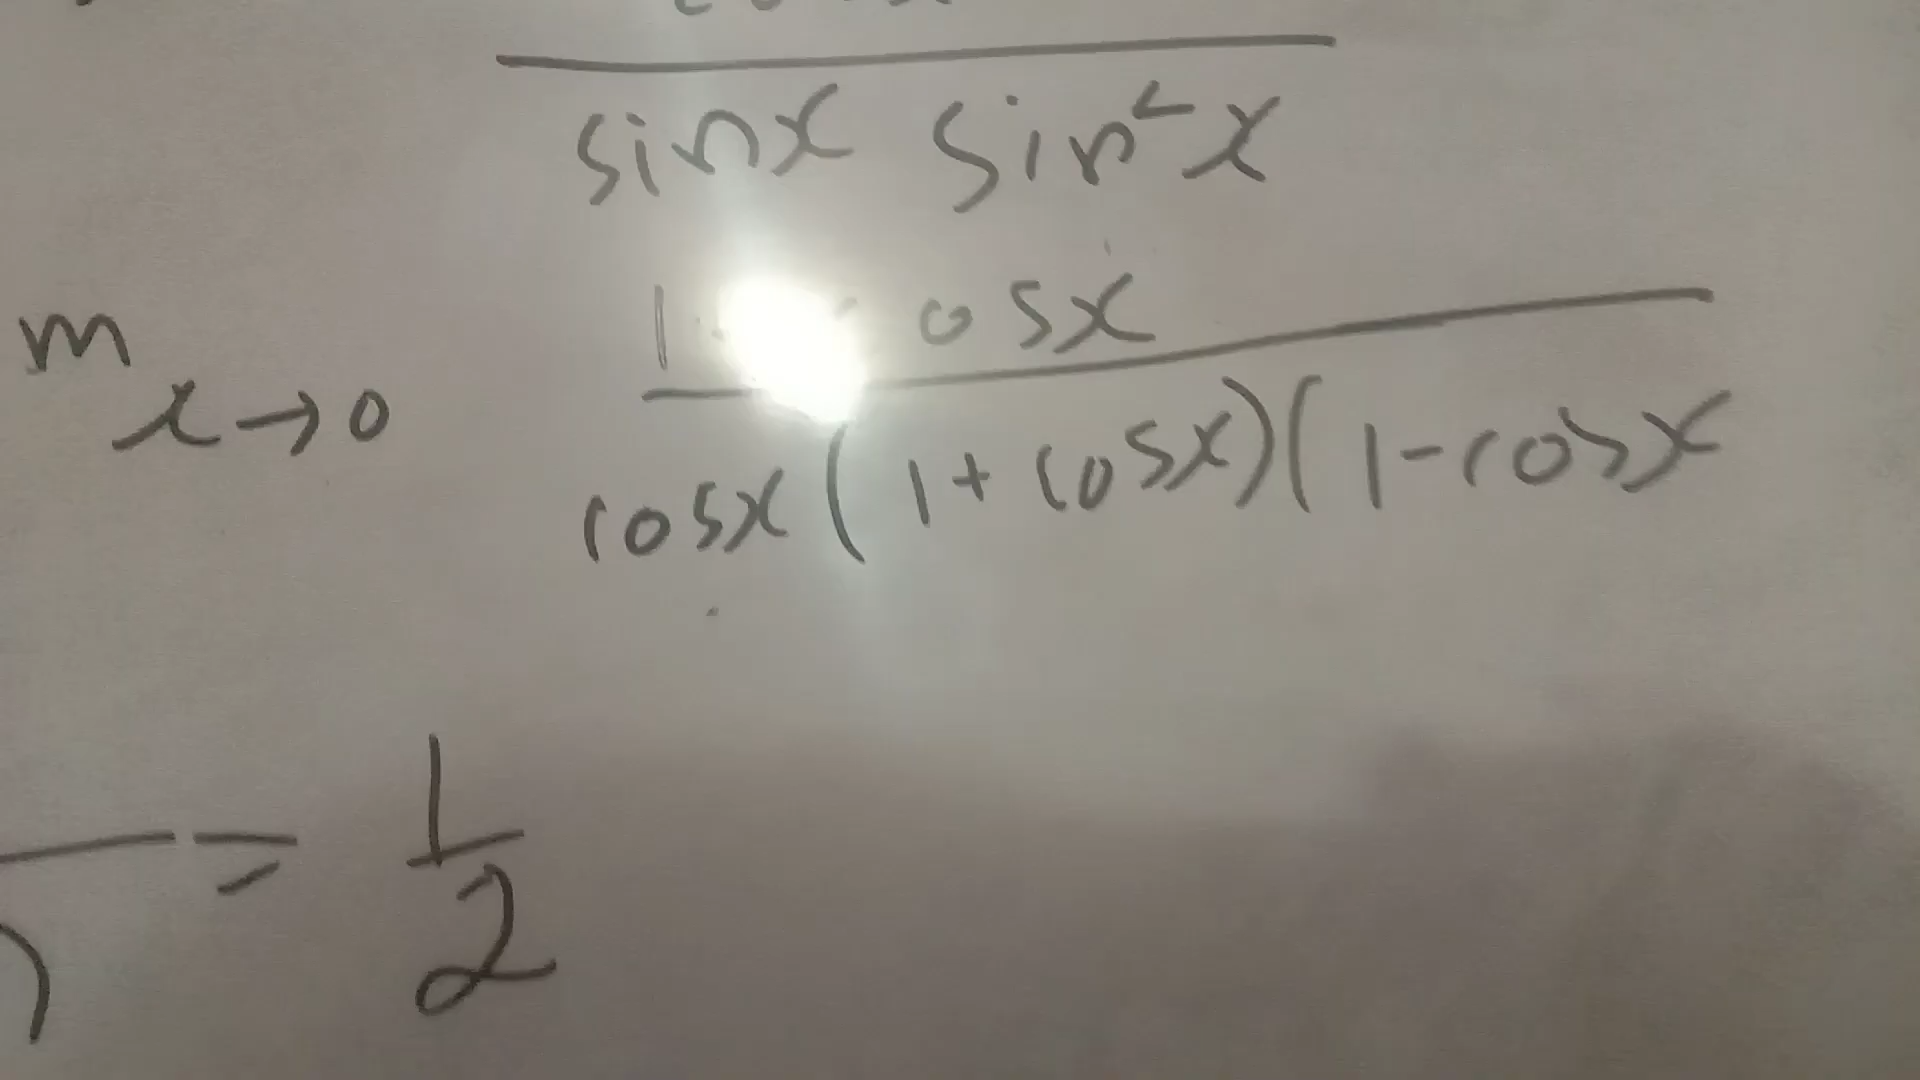 sinx sin²x
1 - cosx
m x→0
cosx(1+cosx)(1-cosx
= 1/2